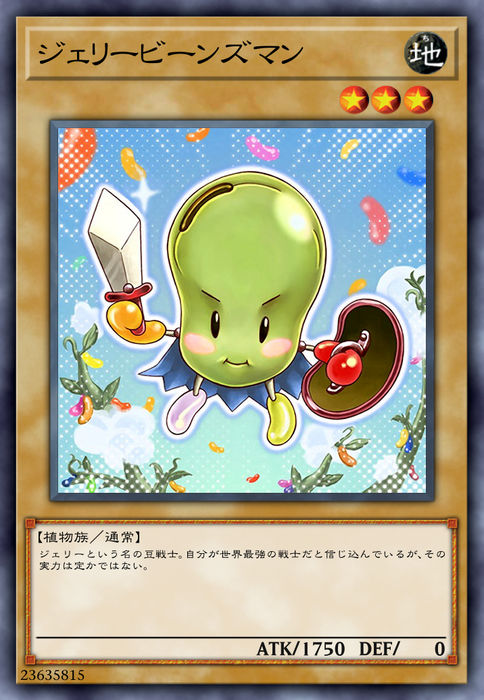 ジェリービーンズマン
ち
地
【植物族／通常】
ジェリーという名の豆戦士。自分が世界最強の戦士だと信じ込んでいるが、その
実力は定かではない。
ATK/1750 DEF/ 0
23635815